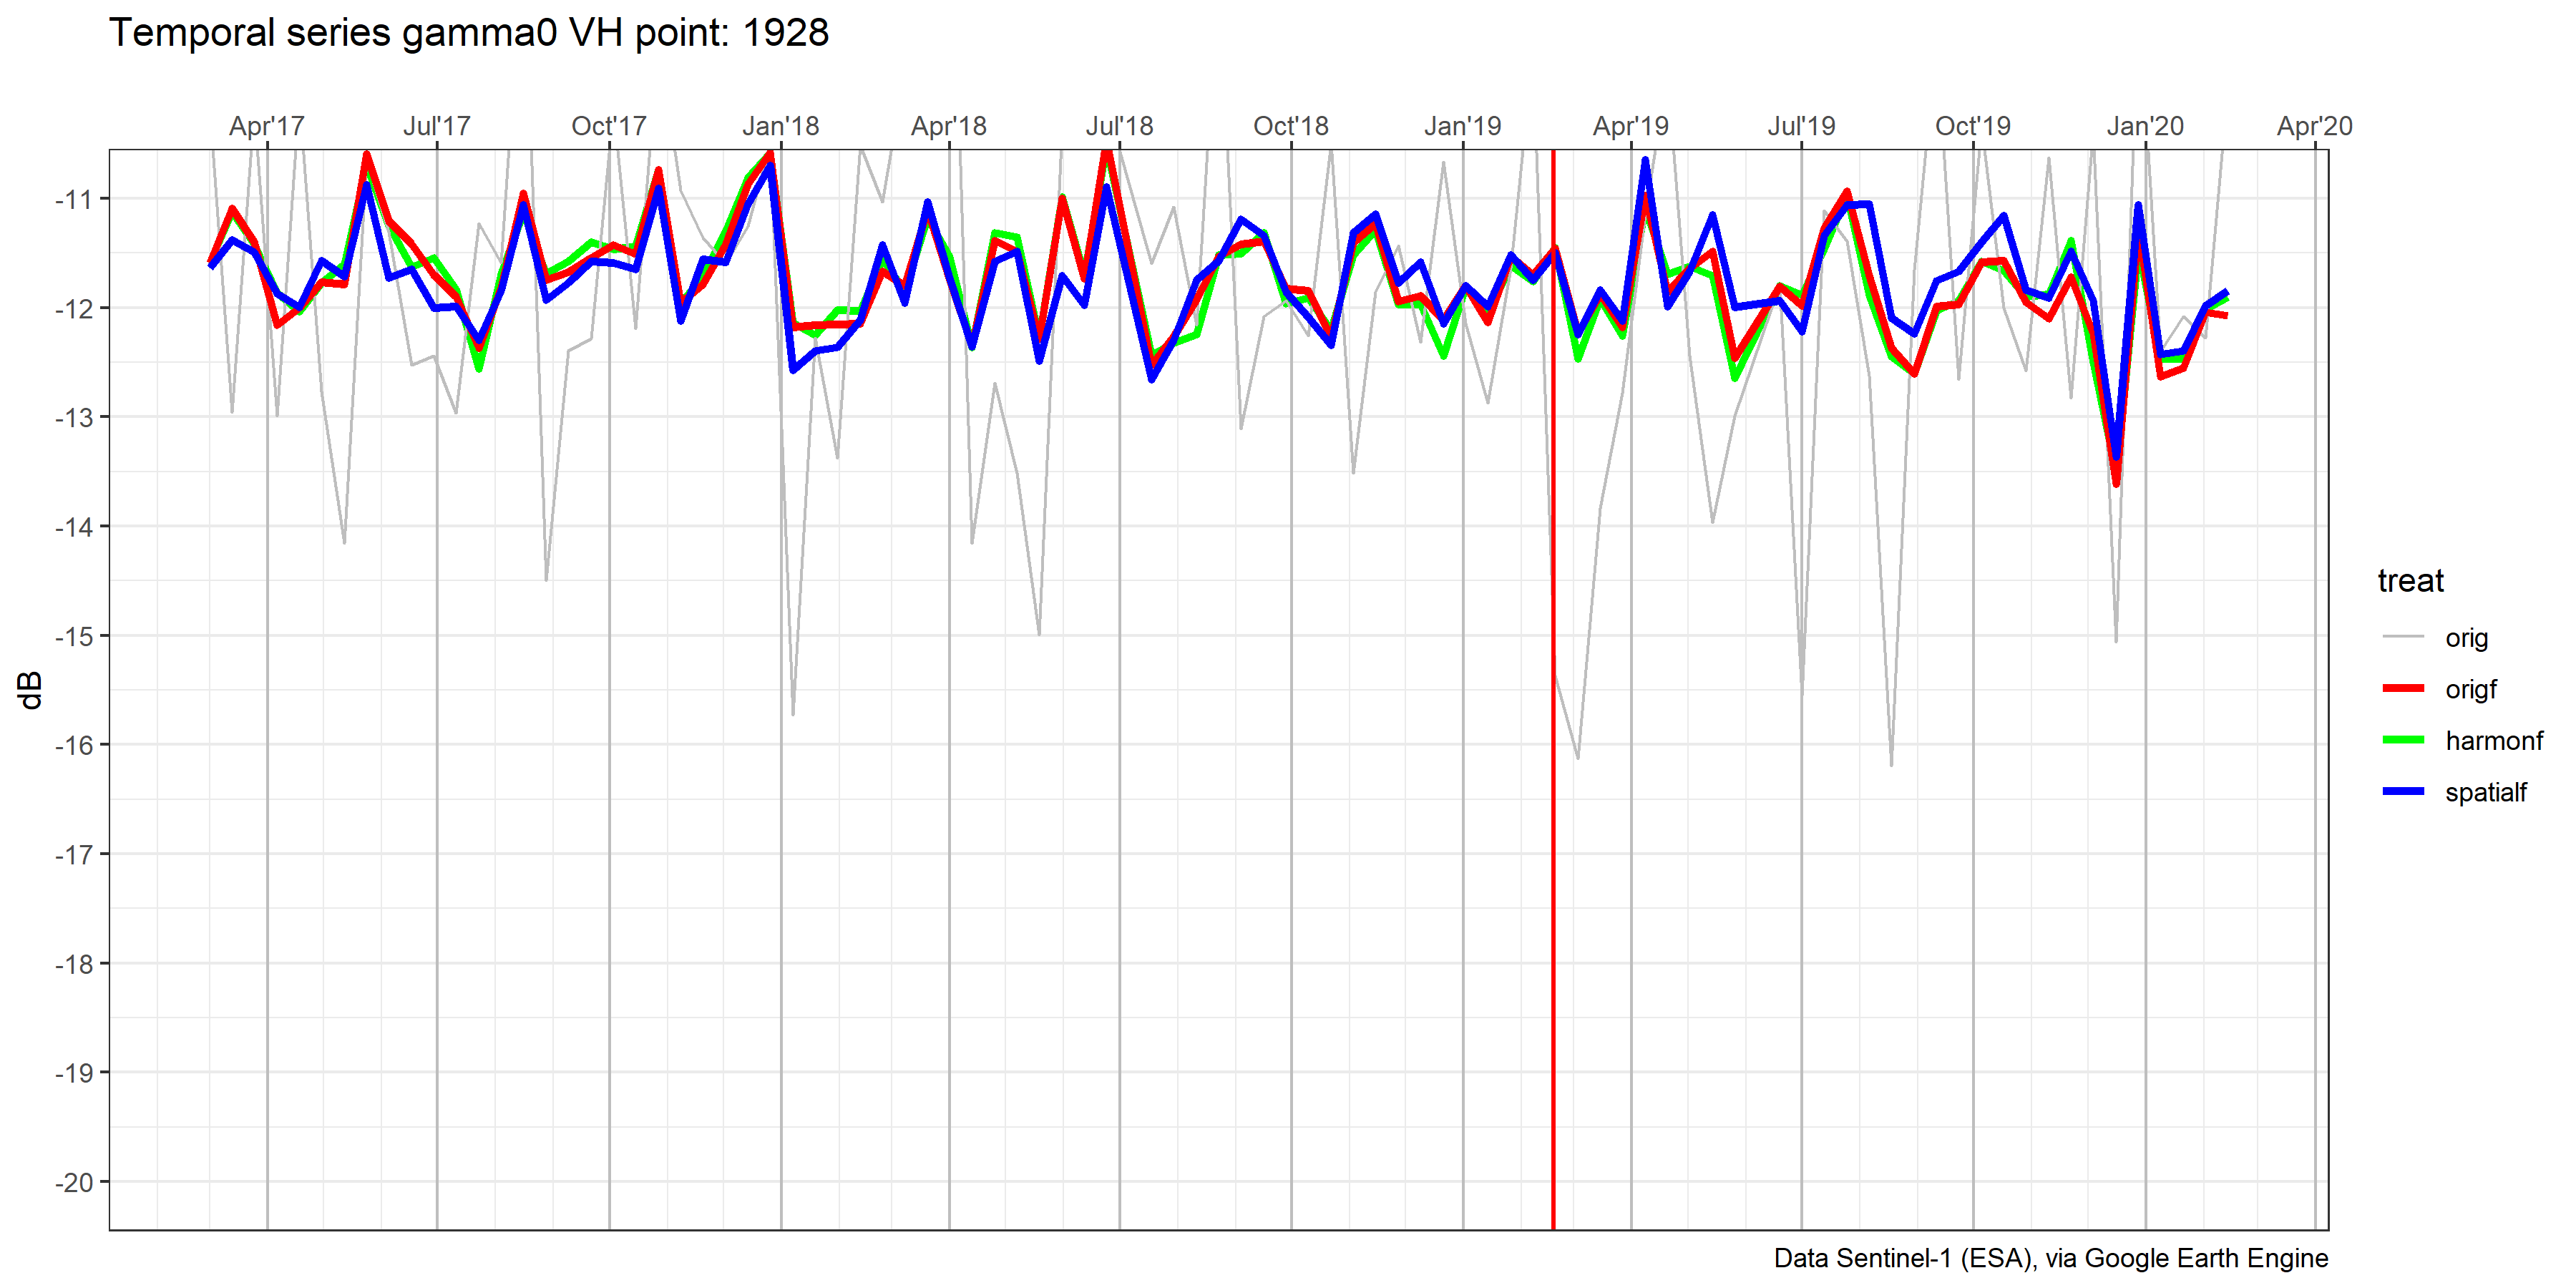 Temporal series gamma0 VH point: 1928
Apr'17 Jul'17 Oct'17 Jan'18 Apr'18 Jul'18 Oct'18 Jan'19 Apr'19 Jul'19 Oct'19 Jan'20 Apr'20
-11
-12
-13
-14
-15
-16
-17
-18
-19
-20
dB
treat
orig
origf
harmonf
spatialf
Data Sentinel-1 (ESA), via Google Earth Engine